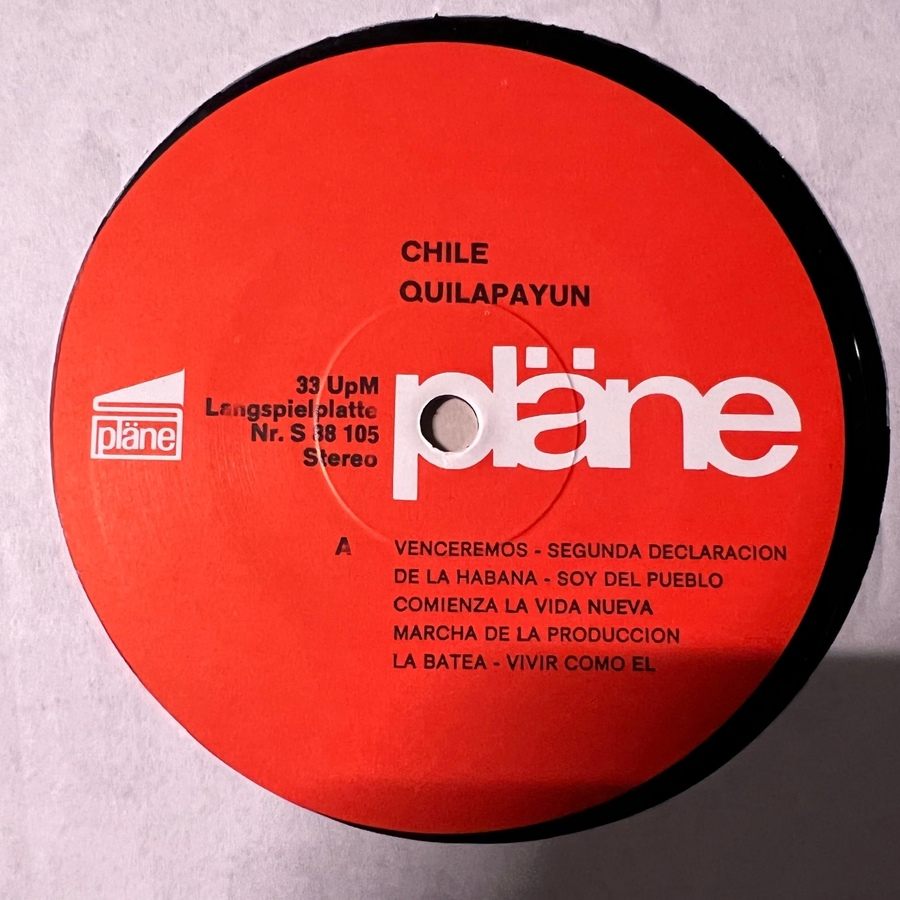 CHILE
QUILAPAYUN
pläne
33 UpM
Langspielplatte
Nr. S 88 105
Stereo
pläne
A
VENCEREMOS - SEGUNDA DECLARACION
DE LA HABANA - SOY DEL PUEBLO
COMIENZA LA VIDA NUEVA
MARCHA DE LA PRODUCCION
LA BATEA - VIVIR COMO EL